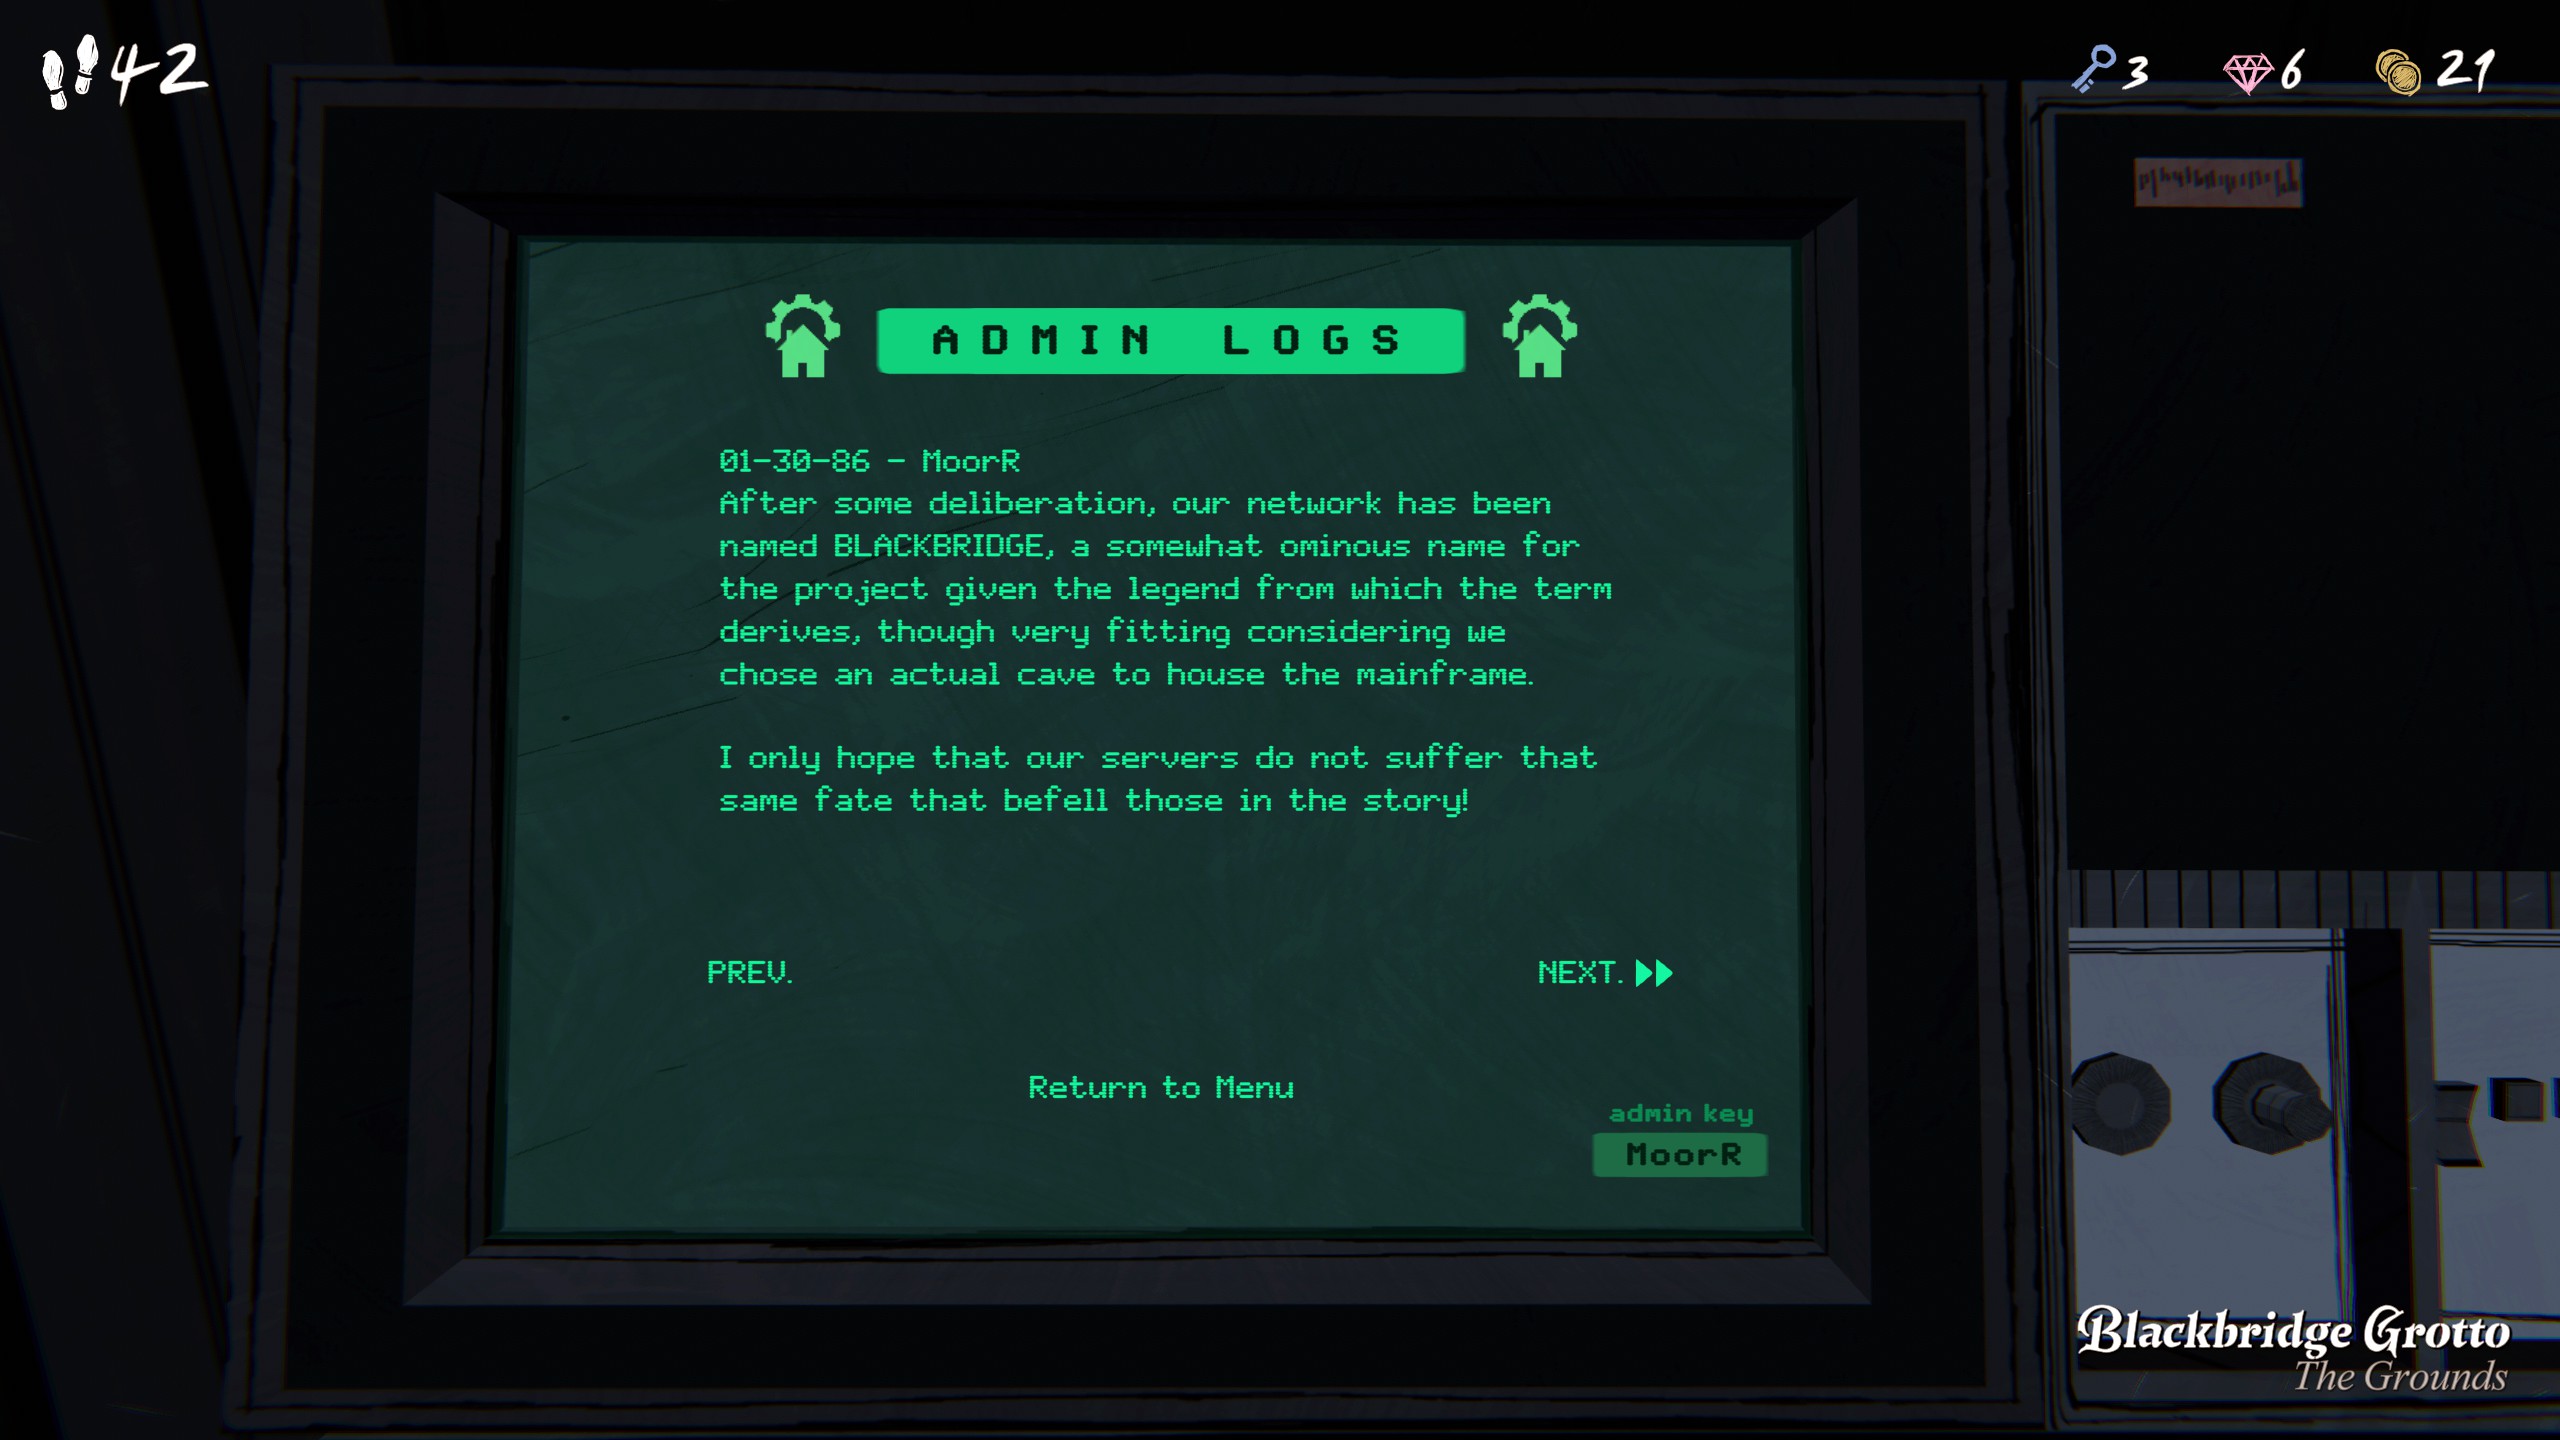 42
3
6
21
ADMIN LOGS
01-30-86 - MoorR
After some deliberation, our network has been
named BLACKBRIDGE, a somewhat ominous name for
the project given the legend from which the term
derives, though very fitting considering we
chose an actual cave to house the mainframe.
I only hope that our servers do not suffer that
same fate that befell those in the story!
PREV.
NEXT.
Return to Menu
admin key
MoorR
Blackbridge Grotto
The Grounds